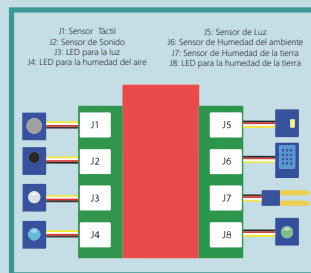 J1: Sensor Táctil
J2: Sensor de Sonido
J3: LED para la luz
J4: LED para la humedad del aire
J5: Sensor de Luz
J6: Sensor de Humedad del ambiente
J7: Sensor de Humedad de la tierra
J8: LED para la humedad de la tierra
J1
J2
J3
J4
J5
J6
J7
J8